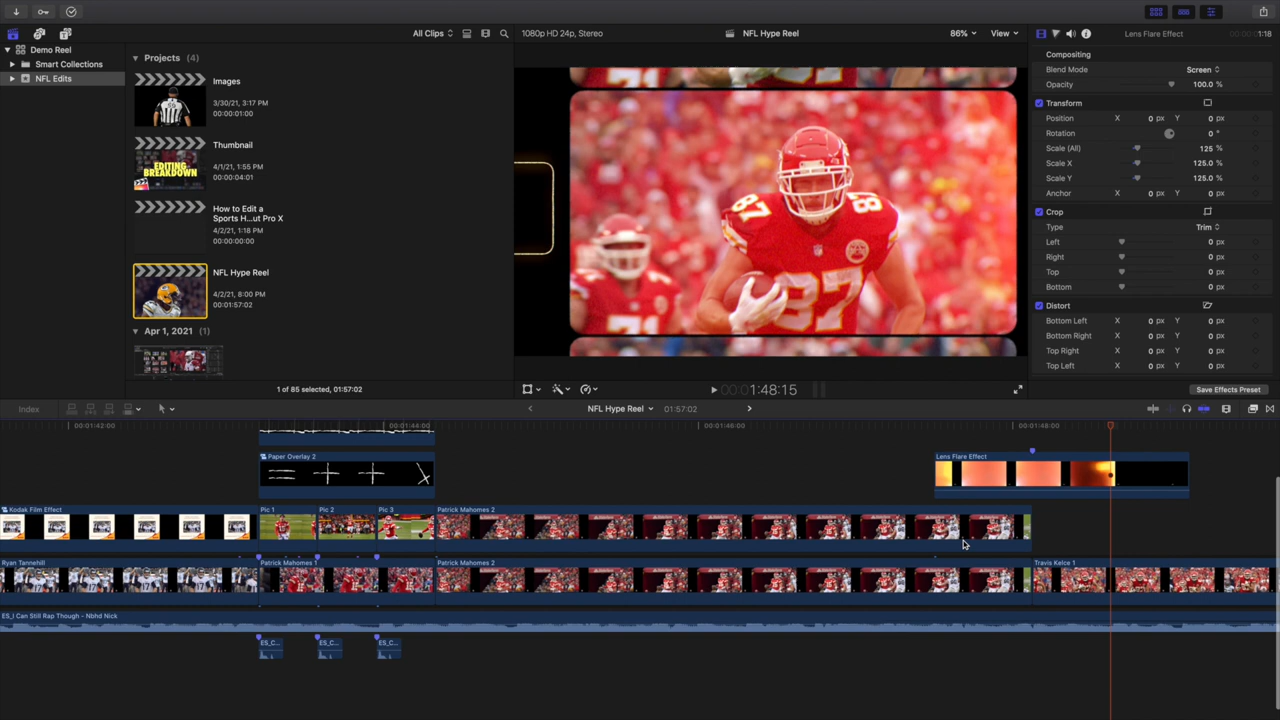 All Clips
1080p HD 24p, Stereo
NFL Hype Reel
86%
View
Lens Flare Effect
1:18
Demo Reel
Smart Collections
NFL Edits
Projects (4)
Images
3/30/21, 3:17 PM
00:00:01:00
Thumbnail
4/1/21, 1:55 PM
00:00:04:01
EDITING
BREAKDOWN
How to Edit a
Sports H...ut Pro X
4/2/21, 1:18 PM
00:00:00:00
NFL Hype Reel
4/2/21, 8:00 PM
00:01:57:02
Apr 1, 2021 (1)
1 of 85 selected, 01:57:02
87
87
71
Compositing
Blend Mode Screen
Opacity 100.0 %
Transform
Position X 0 px Y 0 px
Rotation 0 °
Scale (All) 125 %
Scale X 125.0 %
Scale Y 125.0 %
Anchor X 0 px Y 0 px
Crop
Type Trim
Left 0 px
Right 0 px
Top 0 px
Bottom 0 px
Distort
Bottom Left X 0 px Y 0 px
Bottom Right X 0 px Y 0 px
Top Right X 0 px Y 0 px
Top Left X 0 px Y 0 px
Save Effects Preset
00:00:01:48:15
Index
NFL Hype Reel
01:57:02
00:01:42:00
00:01:44:00
00:01:46:00
00:01:48:00
Paper Overlay 2
Lens Flare Effect
Kodak Film Effect
Pic 1
Pic 2
Pic 3
Patrick Mahomes 2
Ryan Tannehill
Patrick Mahomes 1
Patrick Mahomes 2
Travis Kelce 1
ES_I Can Still Rap Though - Nbhd Nick
ES_C...
ES_C...
ES_C...